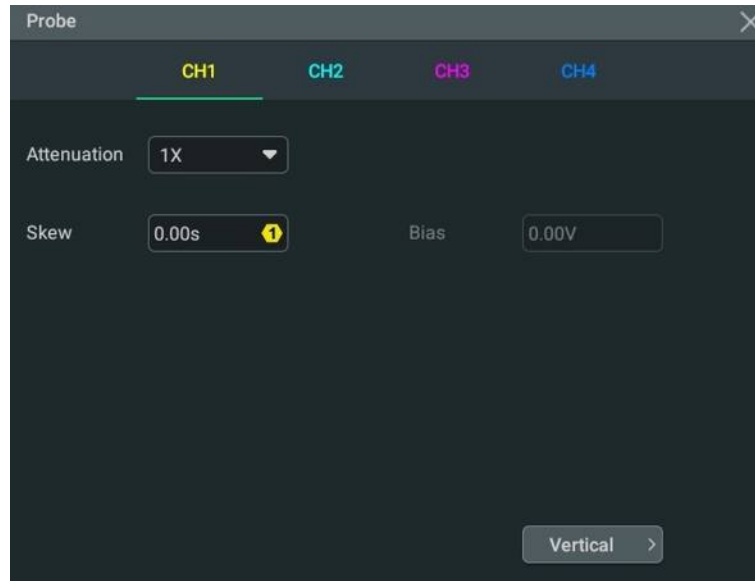 Probe
CH1 CH2 CH3 CH4
Attenuation 1X
Skew 0.00s 1 Bias 0.00V
Vertical